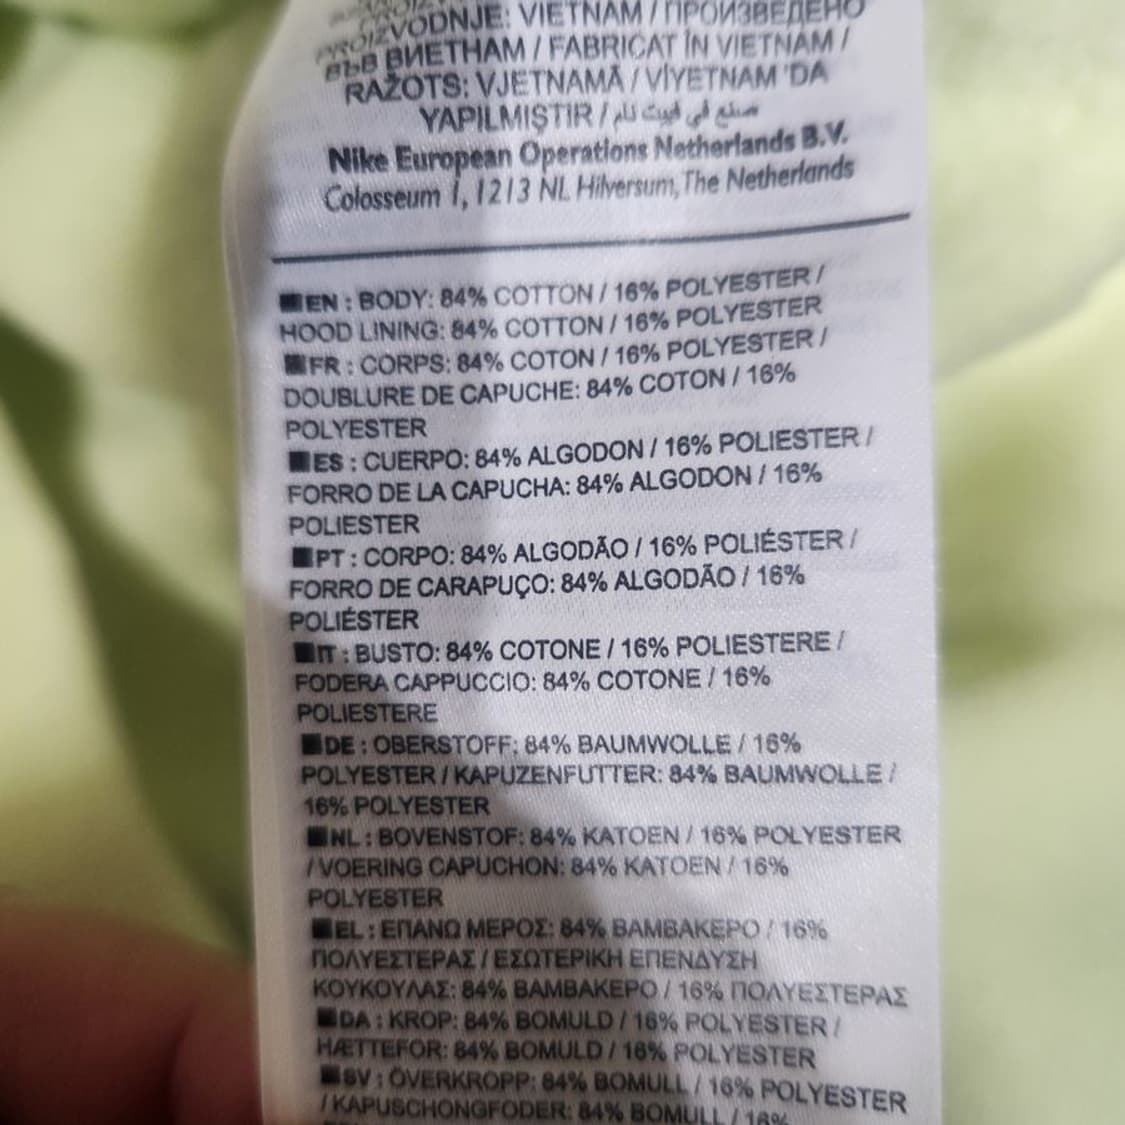 PROIZVODNJE: VIETNAM / ПРОИЗВЕДЕНО
ВЪВ ВИЕТНАМ / FABRICAT ÎN VIETNAM /
RAŽOTS: VJETNAMĀ / VİYETNAM 'DA
YAPILMIŞTIR / صنع في فيت نام
Nike European Operations Netherlands B.V.
Colosseum 1, 1213 NL Hilversum, The Netherlands
EN : BODY: 84% COTTON / 16% POLYESTER /
HOOD LINING: 84% COTTON / 16% POLYESTER
FR : CORPS: 84% COTON / 16% POLYESTER /
DOUBLURE DE CAPUCHE: 84% COTON / 16%
POLYESTER
ES : CUERPO: 84% ALGODON / 16% POLIESTER /
FORRO DE LA CAPUCHA: 84% ALGODON / 16%
POLIESTER
PT : CORPO: 84% ALGODÃO / 16% POLIÉSTER /
FORRO DE CARAPUÇO: 84% ALGODÃO / 16%
POLIÉSTER
IT : BUSTO: 84% COTONE / 16% POLIESTERE /
FODERA CAPPUCCIO: 84% COTONE / 16%
POLIESTERE
DE : OBERSTOFF: 84% BAUMWOLLE / 16%
POLYESTER / KAPUZENFUTTER: 84% BAUMWOLLE /
16% POLYESTER
NL : BOVENSTOF: 84% KATOEN / 16% POLYESTER
/ VOERING CAPUCHON: 84% KATOEN / 16%
POLYESTER
EL : ΕΠΑΝΩ ΜΕΡΟΣ: 84% ΒΑΜΒΑΚΕΡΟ / 16%
ΠΟΛΥΕΣΤΕΡΑΣ / ΕΣΩΤΕΡΙΚΗ ΕΠΕΝΔΥΣΗ
ΚΟΥΚΟΥΛΑΣ: 84% ΒΑΜΒΑΚΕΡΟ / 16% ΠΟΛΥΕΣΤΕΡΑΣ
DA : KROP: 84% BOMULD / 16% POLYESTER /
HÆTTEFOR: 84% BOMULD / 16% POLYESTER
SV : ÖVERKROPP: 84% BOMULL / 16% POLYESTER
/ KAPUSCHONGFODER: 84% BOMULL / 16%